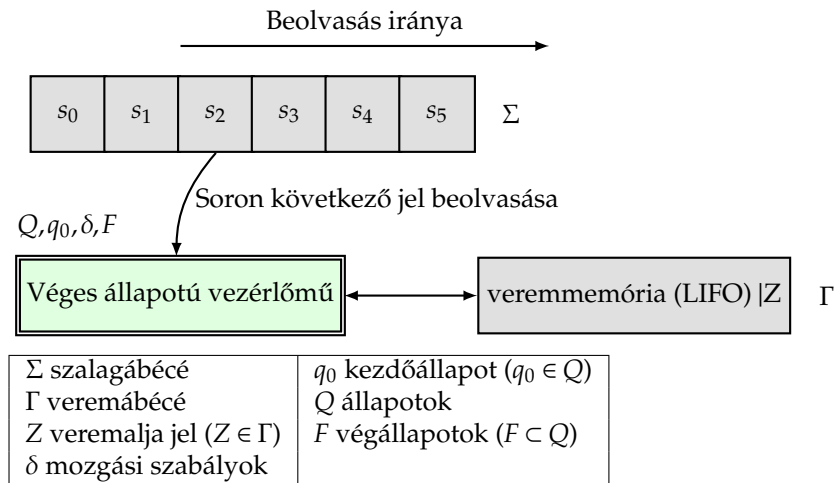 Beolvasás iránya
s₀ s₁ s₂ s₃ s₄ s₅ Σ
Soron következő jel beolvasása
Q, q₀, δ, F
Véges állapotú vezérlőmű
veremmemória (LIFO) |Z
Γ
Σ szalagábécé
Γ veremábécé
Z veremalja jel (Z ∈ Γ)
δ mozgási szabályok
q₀ kezdőállapot (q₀ ∈ Q)
Q állapotok
F végállapotok (F ⊂ Q)